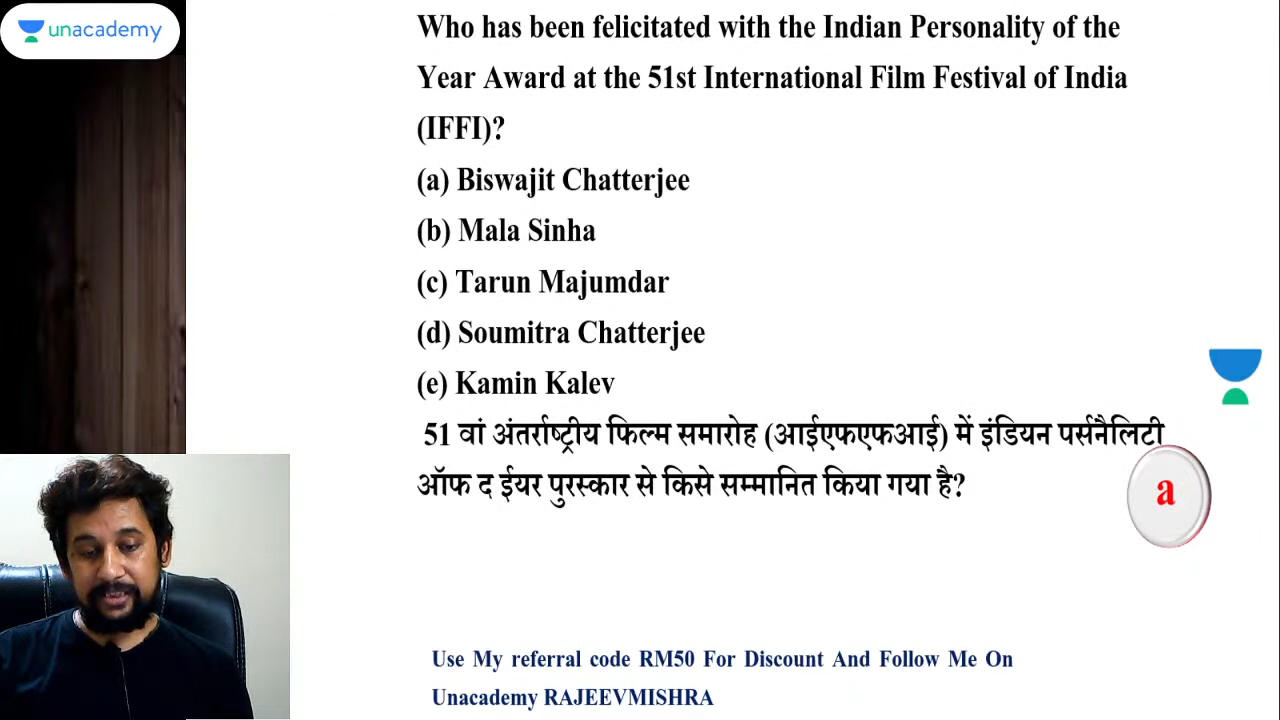 unacademy
Who has been felicitated with the Indian Personality of the
Year Award at the 51st International Film Festival of India
(IFFI)?
(a) Biswajit Chatterjee
(b) Mala Sinha
(c) Tarun Majumdar
(d) Soumitra Chatterjee
(e) Kamin Kalev
51 वां अंतर्राष्ट्रीय फिल्म समारोह (आईएफएफआई) में इंडियन पर्सनैलिटी
ऑफ द ईयर पुरस्कार से किसे सम्मानित किया गया है?
a
Use My referral code RM50 For Discount And Follow Me On
Unacademy RAJEEVMISHRA